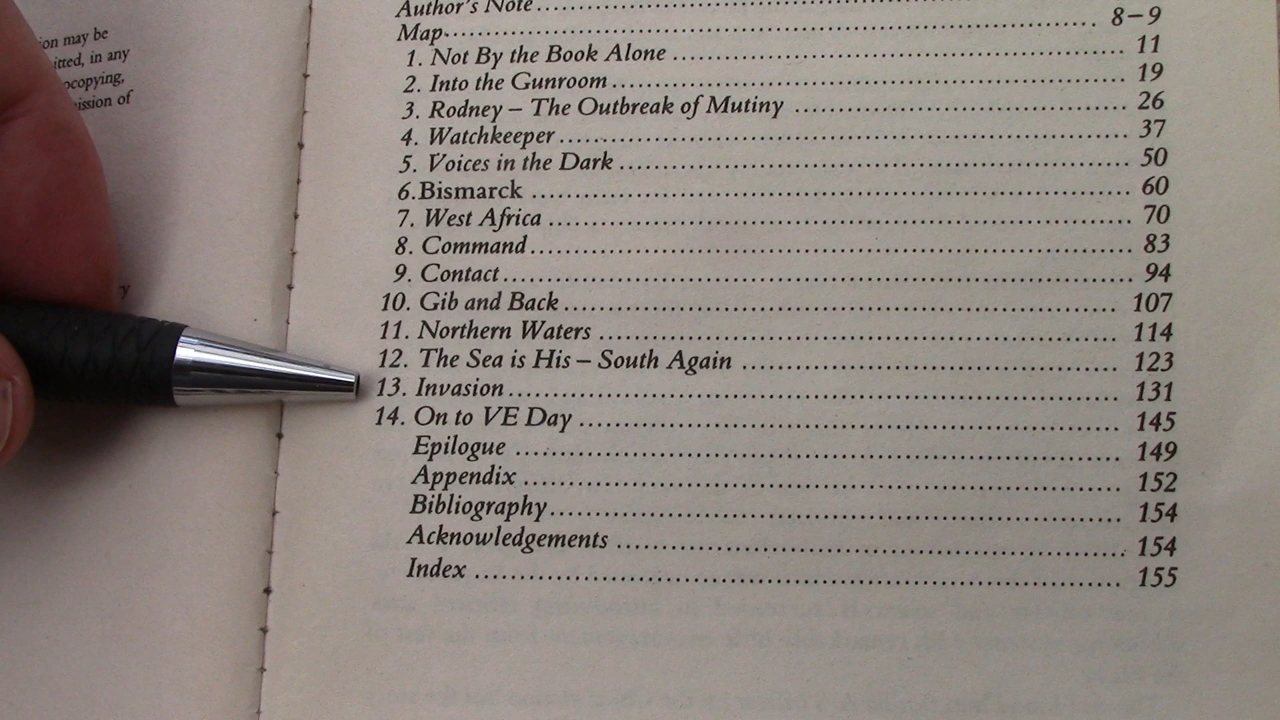 ion may be
itted, in any
ocopying,
ission of
ry
Author's Note
Map 8–9
1. Not By the Book Alone 11
2. Into the Gunroom 19
3. Rodney – The Outbreak of Mutiny 26
4. Watchkeeper 37
5. Voices in the Dark 50
6. Bismarck 60
7. West Africa 70
8. Command 83
9. Contact 94
10. Gib and Back 107
11. Northern Waters 114
12. The Sea is His – South Again 123
13. Invasion 131
14. On to VE Day 145
Epilogue 149
Appendix 152
Bibliography 154
Acknowledgements 154
Index 155